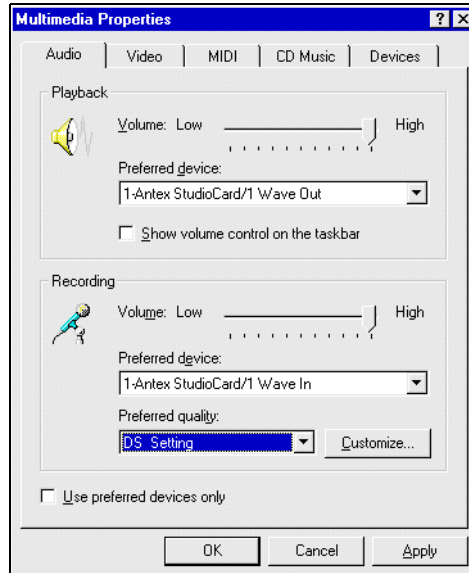 Multimedia Properties
Audio Video MIDI CD Music Devices
Playback
Volume: Low High
Preferred device:
1-Antex StudioCard/1 Wave Out
Show volume control on the taskbar
Recording
Volume: Low High
Preferred device:
1-Antex StudioCard/1 Wave In
Preferred quality:
DS Setting Customize...
Use preferred devices only
OK Cancel Apply